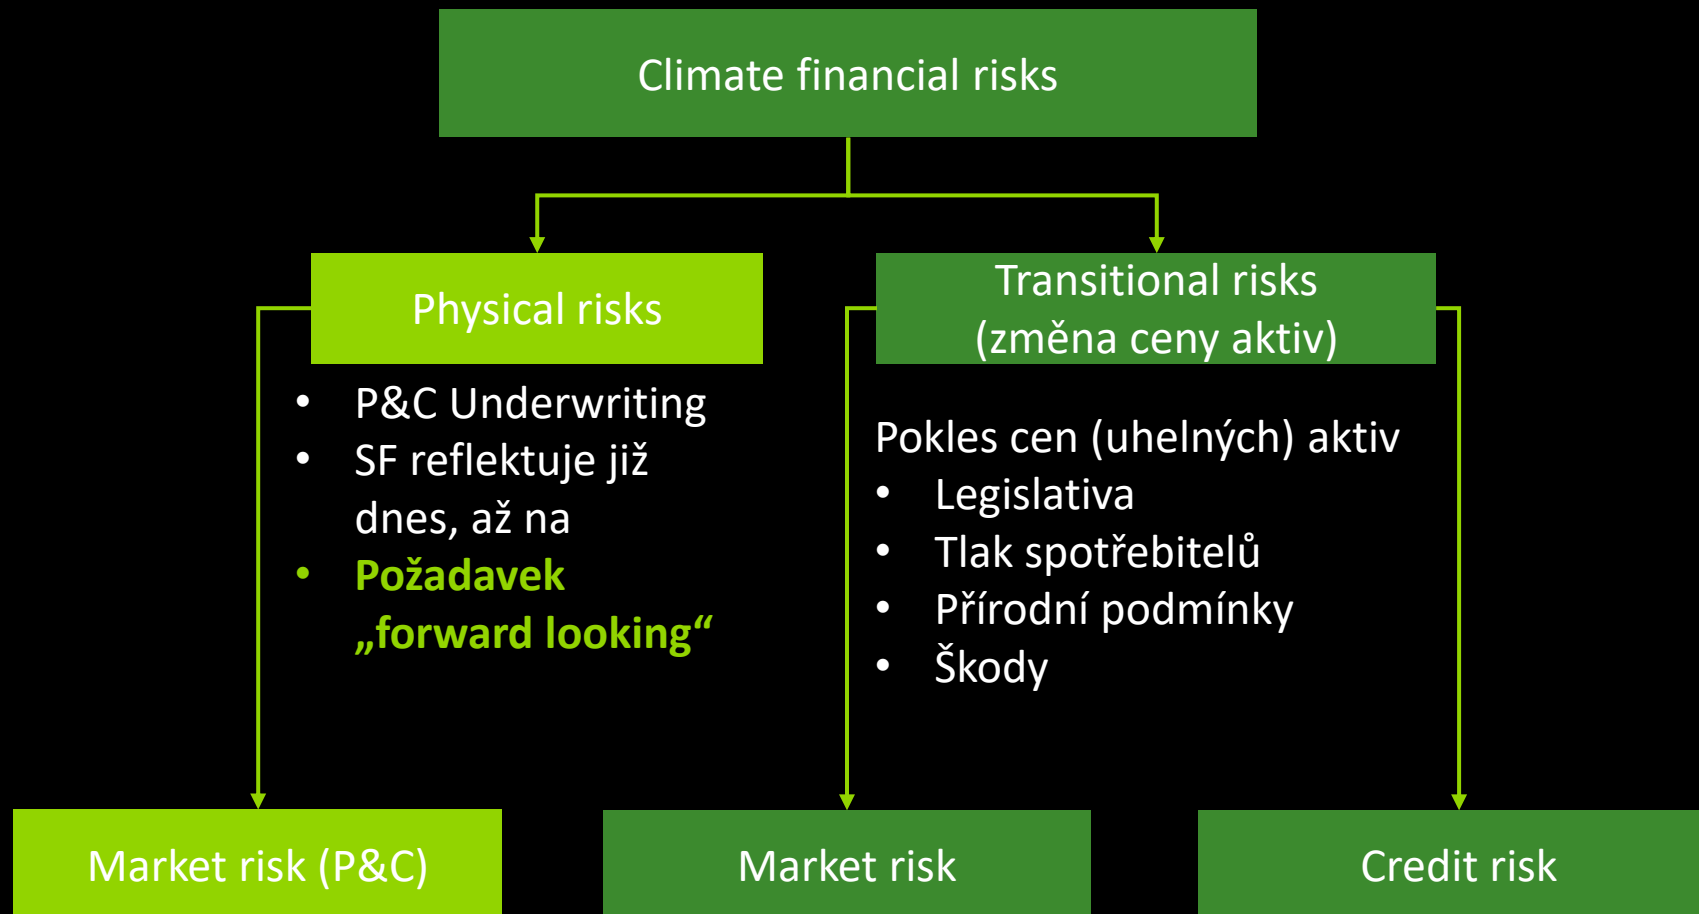 Climate financial risks
Physical risks
• P&C Underwriting
• SF reflektuje již
dnes, až na
• Požadavek
„forward looking“
Transitional risks
(změna ceny aktiv)
Pokles cen (uhelných) aktiv
• Legislativa
• Tlak spotřebitelů
• Přírodní podmínky
• Škody
Market risk (P&C)
Market risk
Credit risk